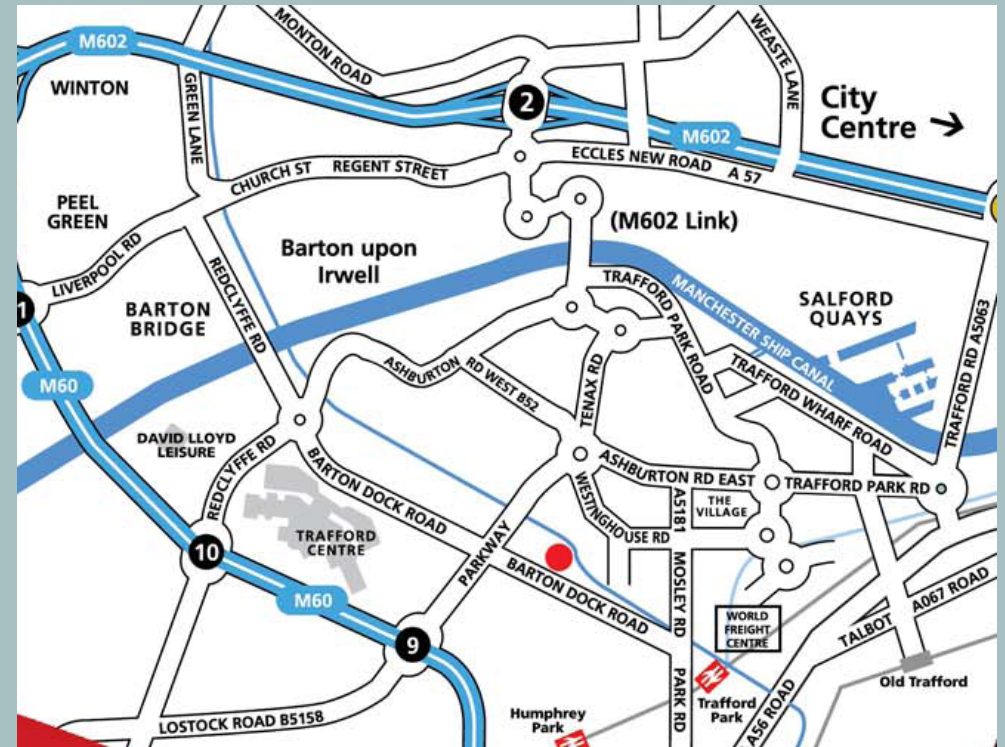 M602
MONTON ROAD
WEASTE LANE
WINTON
GREEN LANE
2
City
Centre
M602
ECCLES NEW ROAD A 57
CHURCH ST REGENT STREET
PEEL
GREEN
(M602 Link)
LIVERPOOL RD
Barton upon
Irwell
REDCLYFFE RD
TRAFFORD PARK ROAD
MANCHESTER SHIP CANAL
SALFORD
QUAYS
1
BARTON
BRIDGE
TRAFFORD RD A5063
M60
ASHBURTON RD WEST B52
TENAX RD
TRAFFORD WHARF ROAD
DAVID LLOYD
LEISURE
REDCLYFFE RD
BARTON DOCK ROAD
ASHBURTON RD EAST
TRAFFORD PARK RD
WESTINGHOUSE RD
A5181 MOSLEY RD
THE
VILLAGE
TRAFFORD
CENTRE
PARKWAY
10
BARTON DOCK ROAD
M60
TALBOT A067 ROAD
WORLD
FREIGHT
CENTRE
9
PARK RD
Old Trafford
Trafford
Park
A56 ROAD
LOSTOCK ROAD B5158
Humphrey
Park